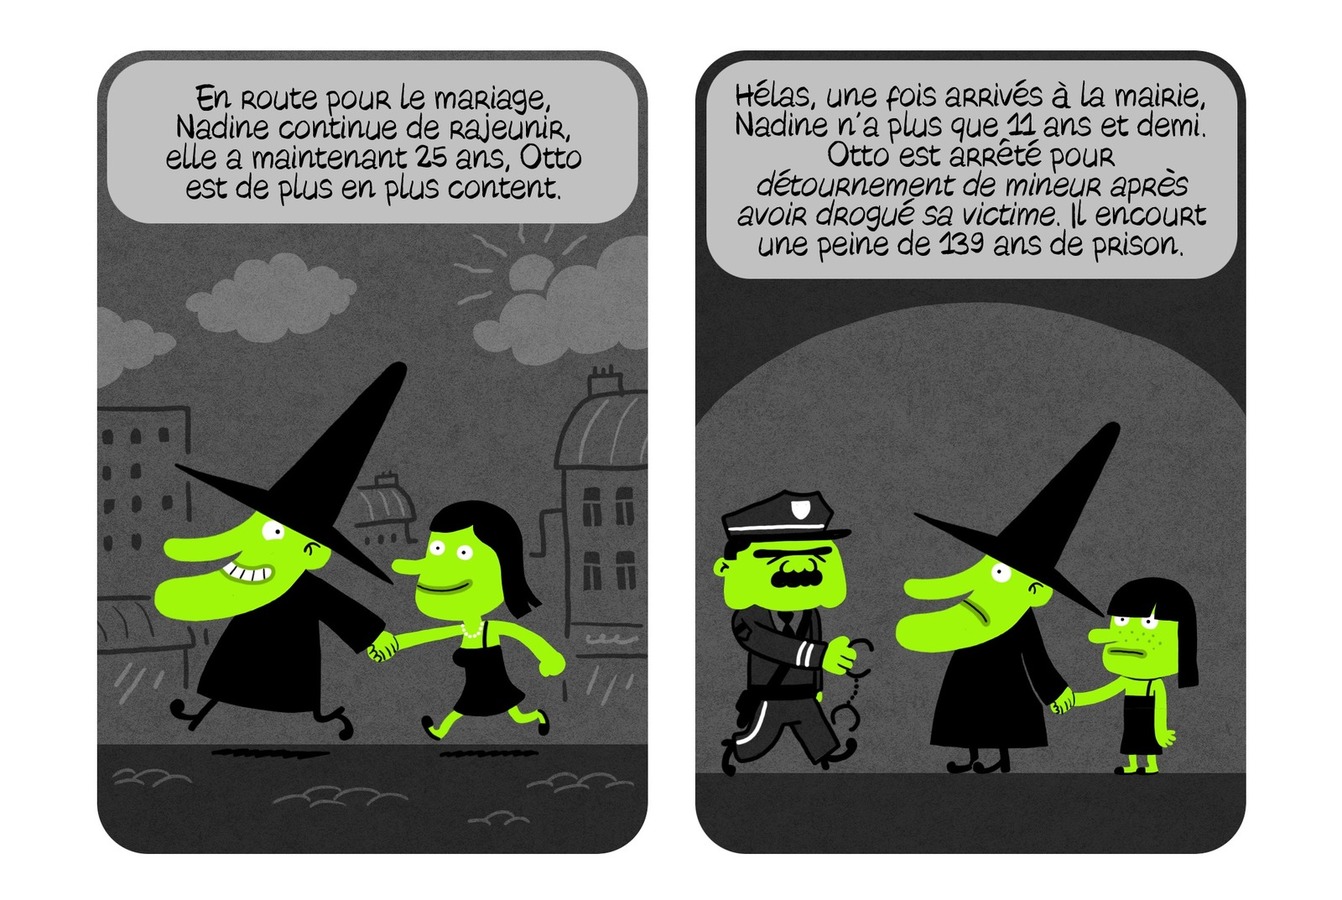 En route pour le mariage,
Nadine continue de rajeunir,
elle a maintenant 25 ans, Otto
est de plus en plus content.
Hélas, une fois arrivés à la mairie,
Nadine n'a plus que 11 ans et demi.
Otto est arrêté pour
détournement de mineur après
avoir drogué sa victime. Il encourt
une peine de 139 ans de prison.